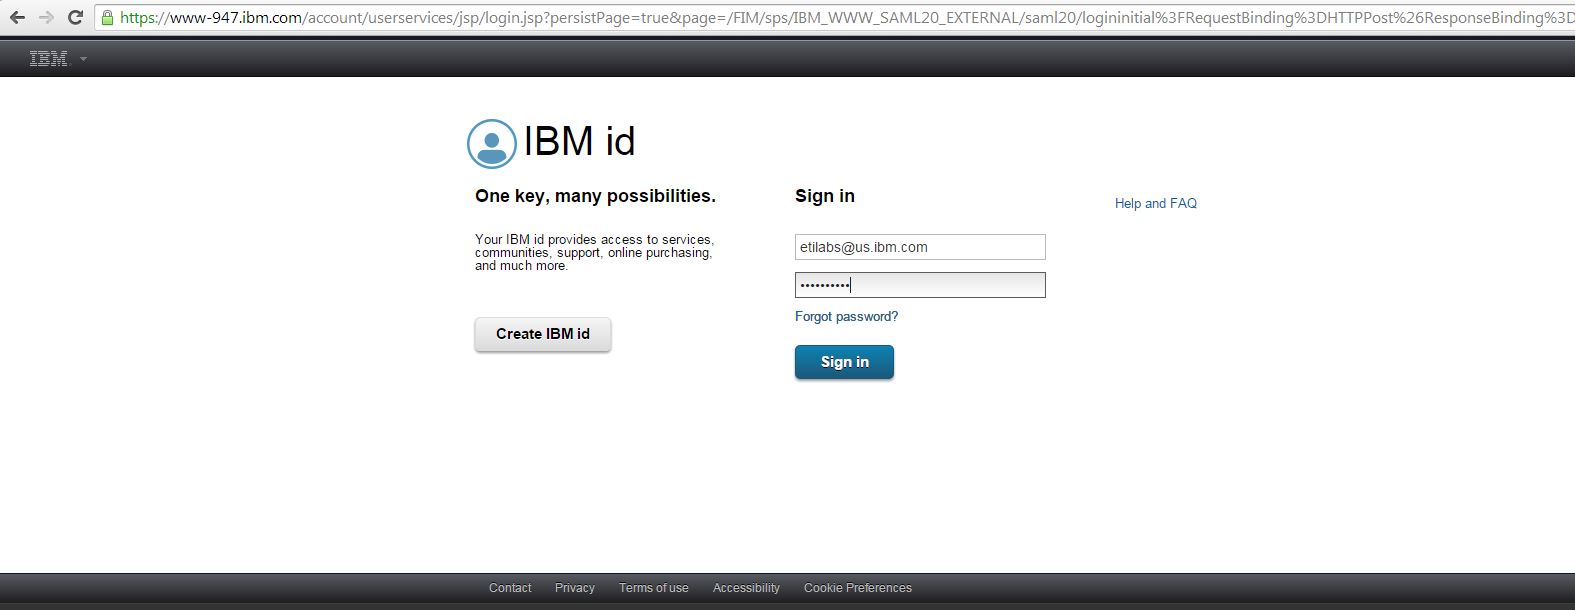 https://www-947.ibm.com/account/userservices/jsp/login.jsp?persistPage=true&page=/FIM/sps/IBM_WWW_SAML20_EXTERNAL/saml20/logininitial%3FRequestBinding%3DHTTPPost%26ResponseBinding%3D
IBM
IBM id
One key, many possibilities.
Your IBM id provides access to services,
communities, support, online purchasing,
and much more.
Create IBM id
Sign in
etilabs@us.ibm.com
••••••••••
Forgot password?
Sign in
Help and FAQ
Contact Privacy Terms of use Accessibility Cookie Preferences